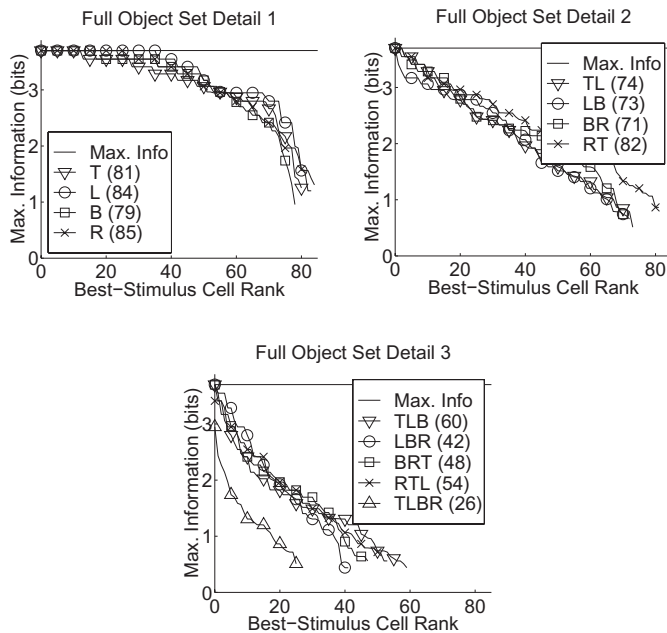 Full Object Set Detail 1
Max. Information (bits)
3
2
1
0
Max. Info
T (81)
L (84)
B (79)
R (85)
0 20 40 60 80
Best−Stimulus Cell Rank
Full Object Set Detail 2
Max. Information (bits)
3
2
1
0
Max. Info
TL (74)
LB (73)
BR (71)
RT (82)
0 20 40 60 80
Best−Stimulus Cell Rank
Full Object Set Detail 3
Max. Information (bits)
3
2
1
0
Max. Info
TLB (60)
LBR (42)
BRT (48)
RTL (54)
TLBR (26)
0 20 40 60 80
Best−Stimulus Cell Rank